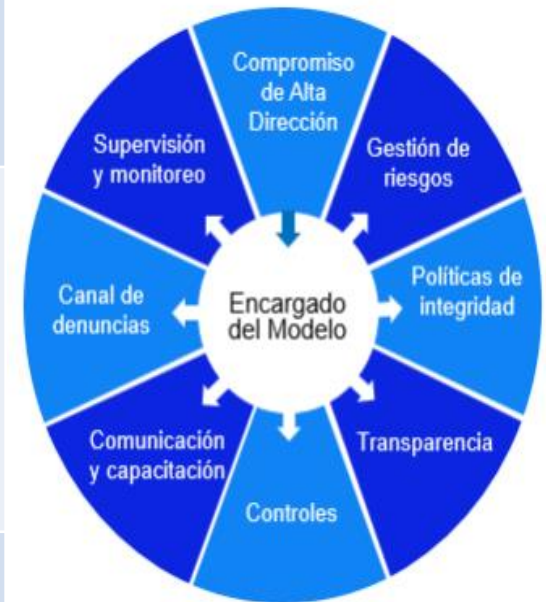 Compromiso
de Alta
Dirección
Gestión de
riesgos
Políticas de
integridad
Transparencia
Controles
Comunicación
y capacitación
Canal de
denuncias
Supervisión
y monitoreo
Encargado
del Modelo